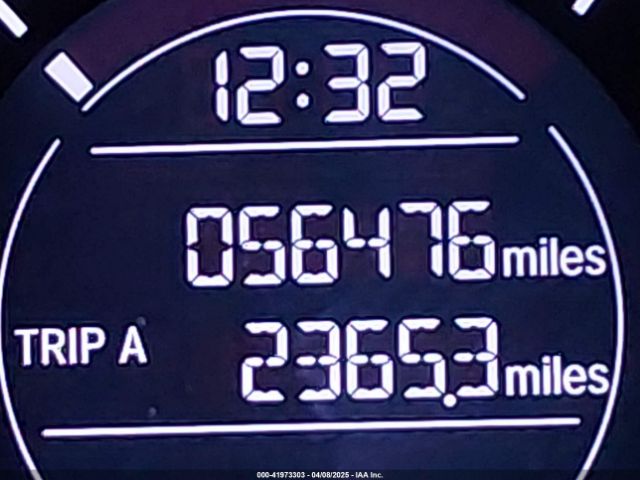 12:32
056476 miles
TRIP A 2365.3 miles
000-41973303 - 04/08/2025 - IAA Inc.